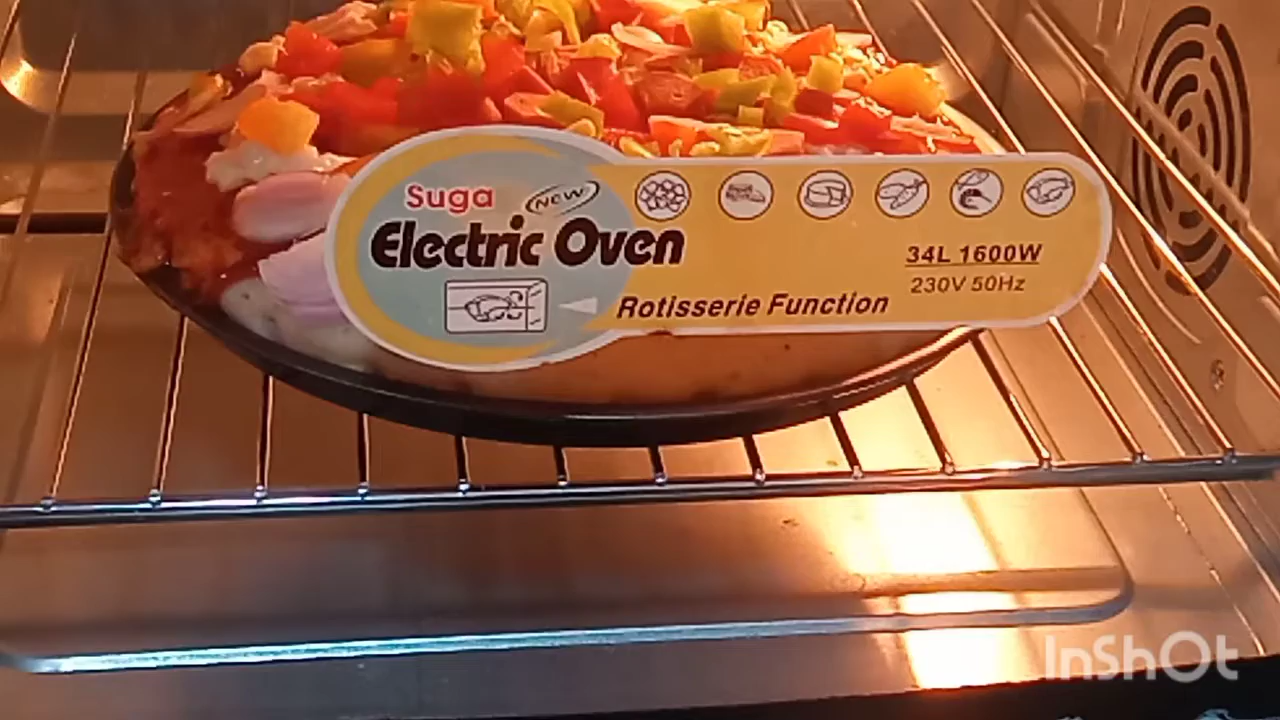 Suga NEW
Electric Oven
Rotisserie Function
34L 1600W
230V 50Hz
InShOt